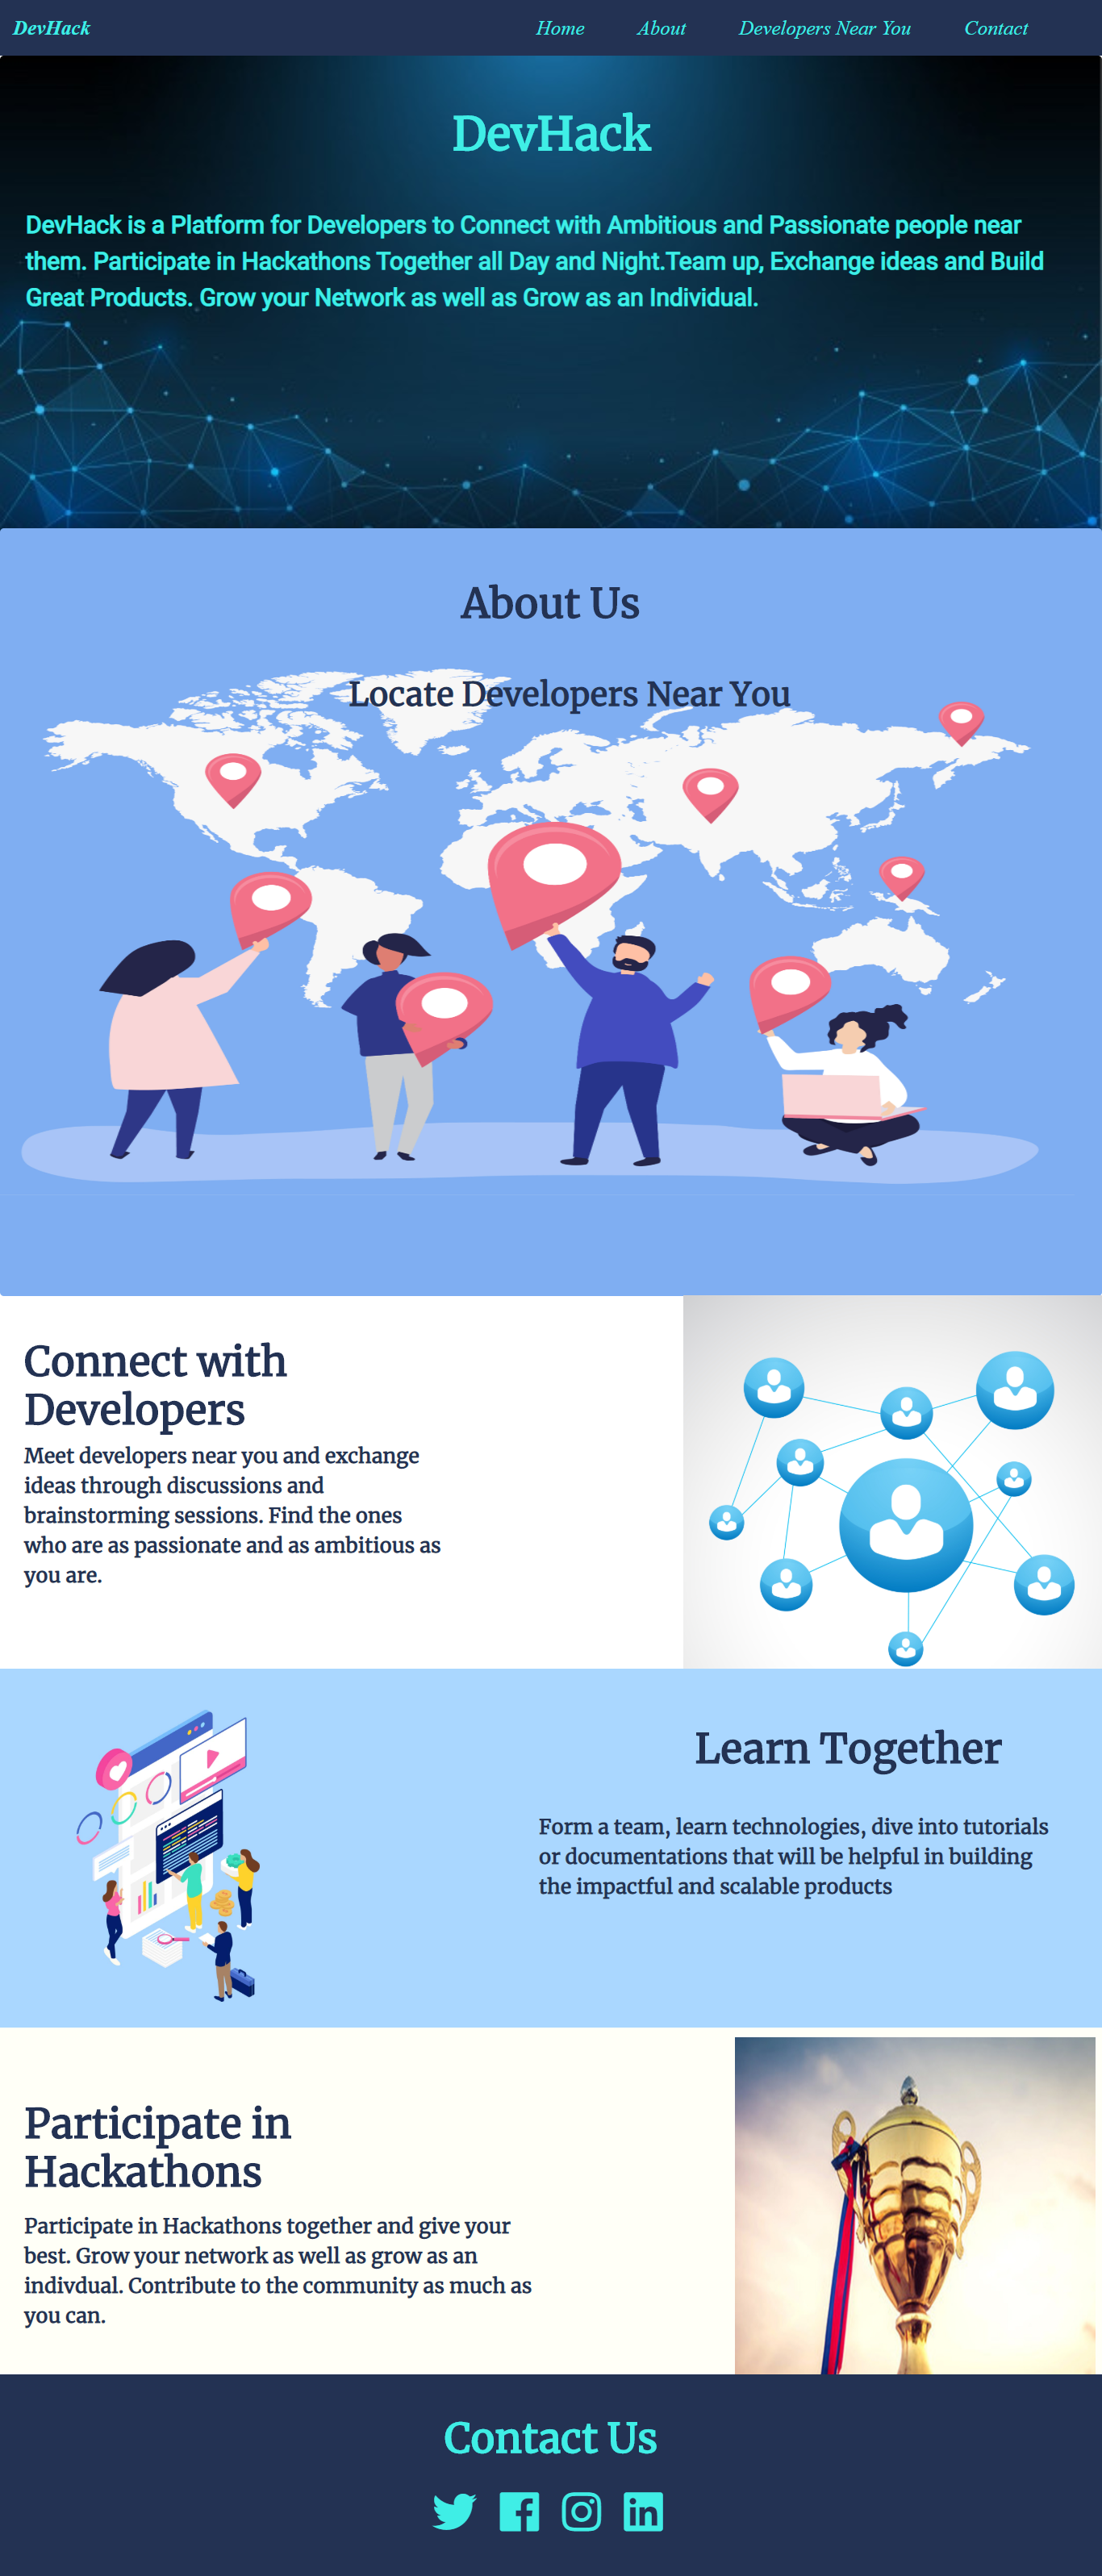 DevHack Home About Developers Near You Contact
DevHack
DevHack is a Platform for Developers to Connect with Ambitious and Passionate people near
them. Participate in Hackathons Together all Day and Night.Team up, Exchange ideas and Build
Great Products. Grow your Network as well as Grow as an Individual.
About Us
Locate Developers Near You
Connect with
Developers
Meet developers near you and exchange
ideas through discussions and
brainstorming sessions. Find the ones
who are as passionate and as ambitious as
you are.
Learn Together
Form a team, learn technologies, dive into tutorials
or documentations that will be helpful in building
the impactful and scalable products
Participate in
Hackathons
Participate in Hackathons together and give your
best. Grow your network as well as grow as an
indivdual. Contribute to the community as much as
you can.
Contact Us